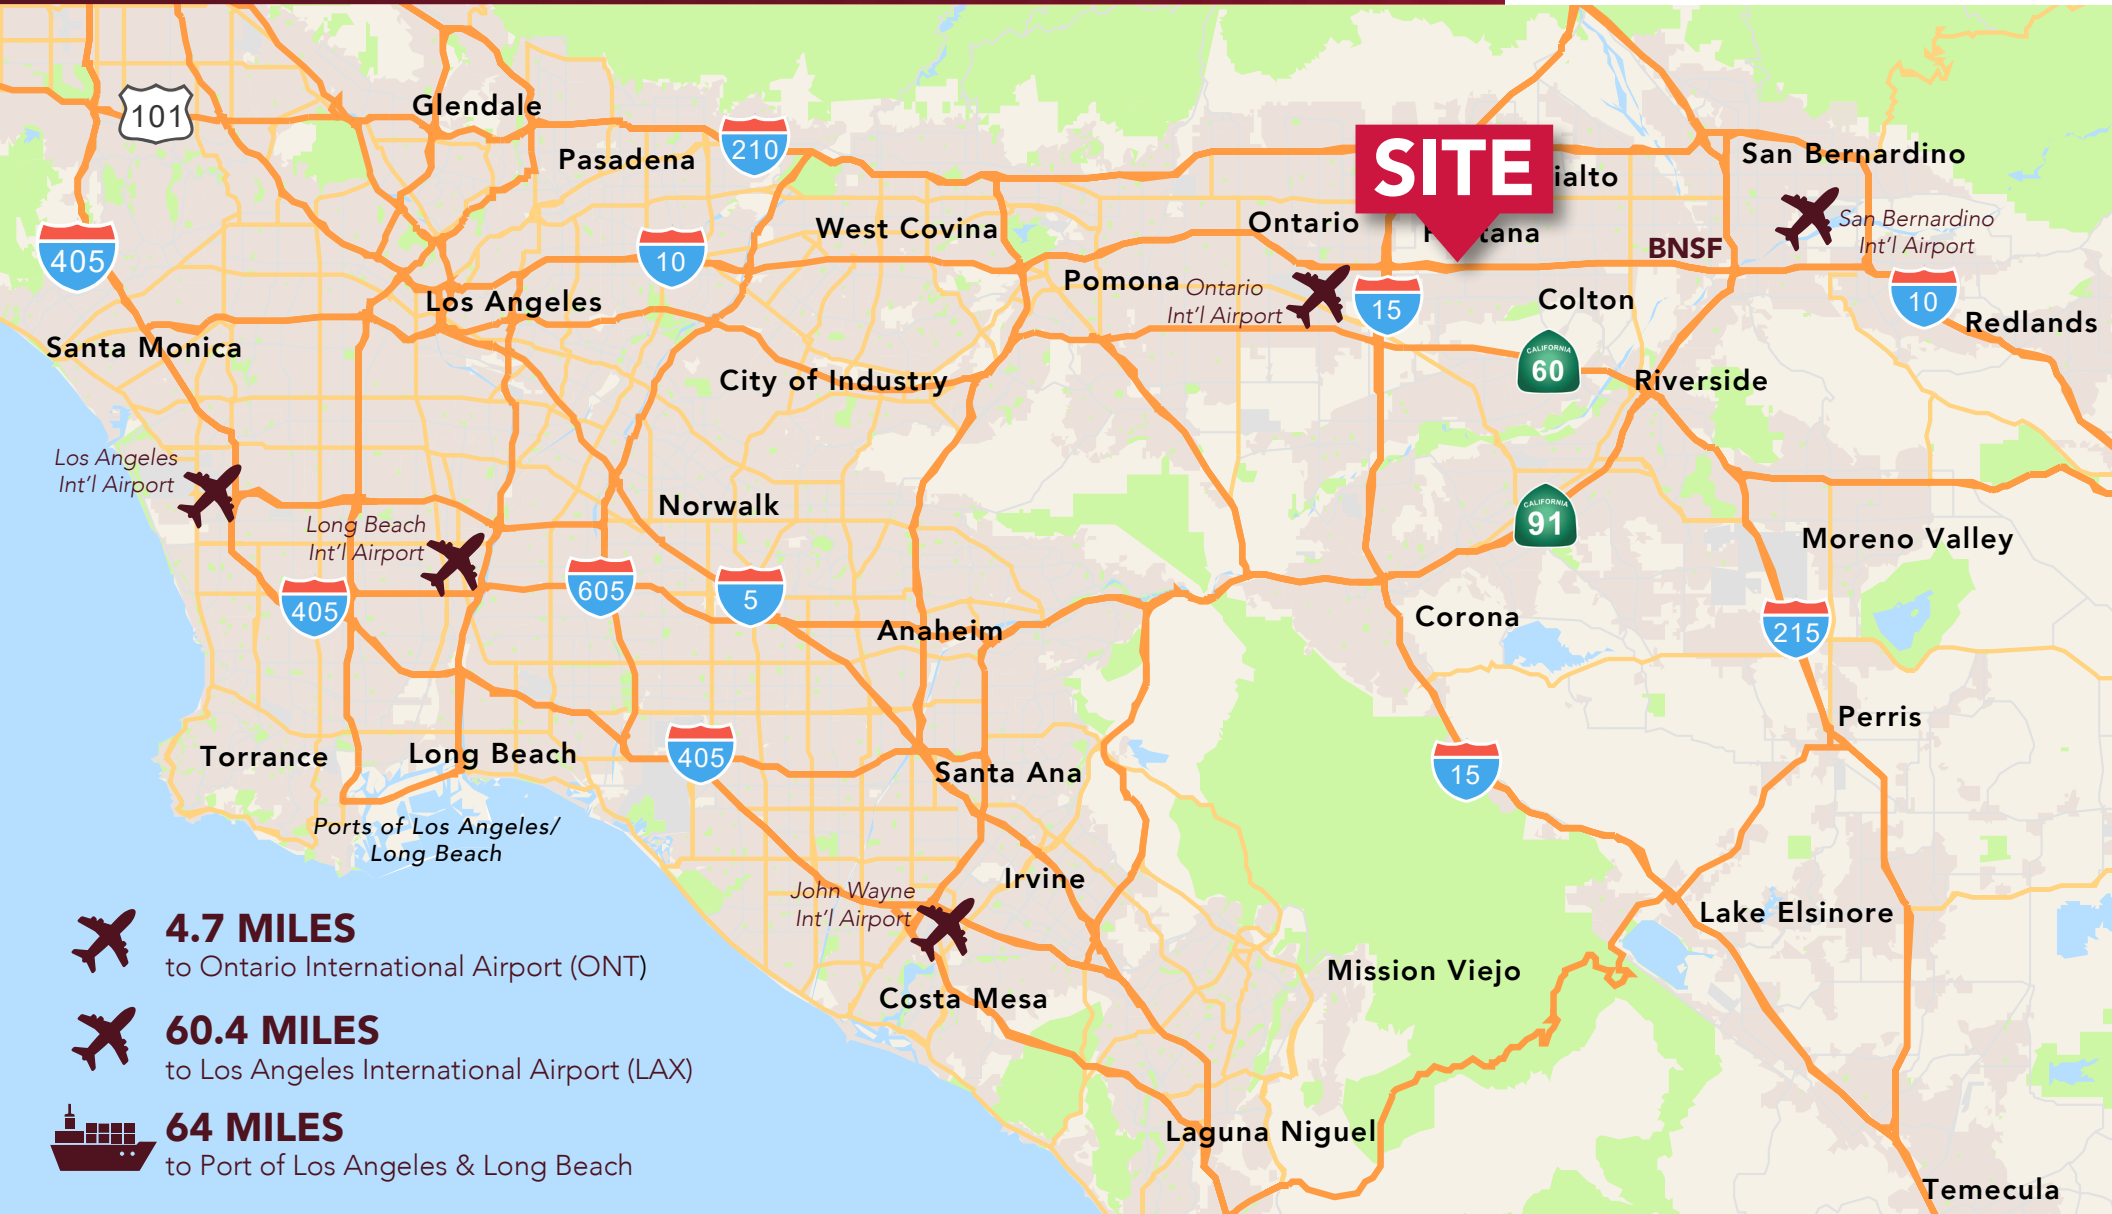 101
Glendale
Pasadena
210
SITE
ialto
San Bernardino
405
10
West Covina
Ontario
tana
BNSF
San Bernardino
Int'l Airport
Los Angeles
Pomona
Ontario
Int'l Airport
15
Colton
10
Redlands
Santa Monica
City of Industry
CALIFORNIA
60
Riverside
Los Angeles
Int'l Airport
Long Beach
Int'l Airport
Norwalk
CALIFORNIA
91
Moreno Valley
405
605
5
Anaheim
Corona
215
Perris
Torrance
Long Beach
405
Santa Ana
15
Ports of Los Angeles/
Long Beach
John Wayne
Int'l Airport
Irvine
Lake Elsinore
Mission Viejo
Costa Mesa
Laguna Niguel
Temecula
4.7 MILES
to Ontario International Airport (ONT)
60.4 MILES
to Los Angeles International Airport (LAX)
64 MILES
to Port of Los Angeles & Long Beach